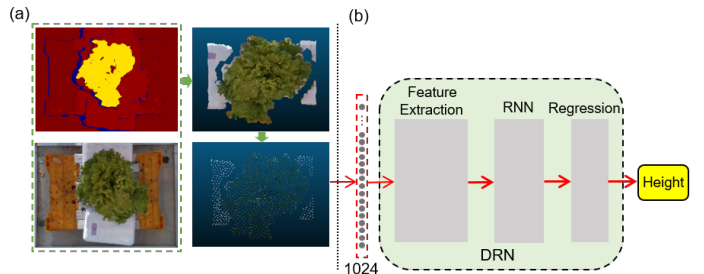 (a)
(b)
Feature
Extraction
RNN
Regression
Height
DRN
1024